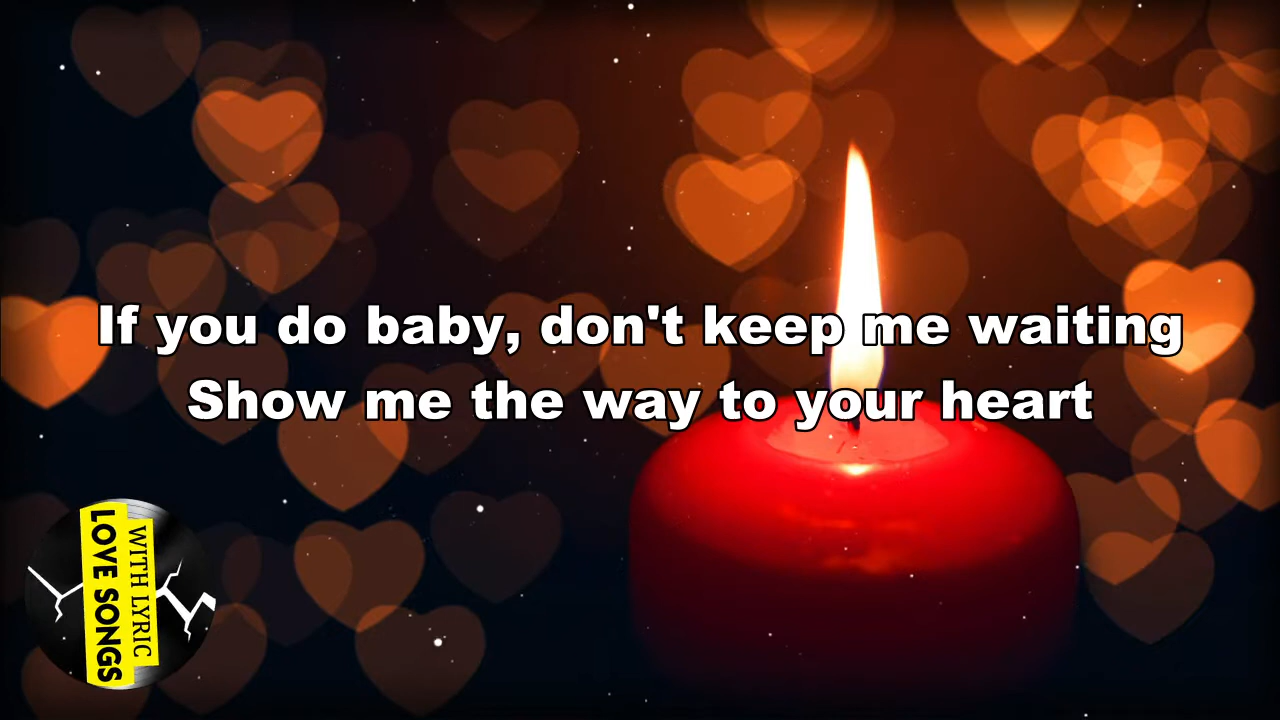 If you do baby, don't keep me waiting
Show me the way to your heart
WITH LYRIC
LOVE SONGS